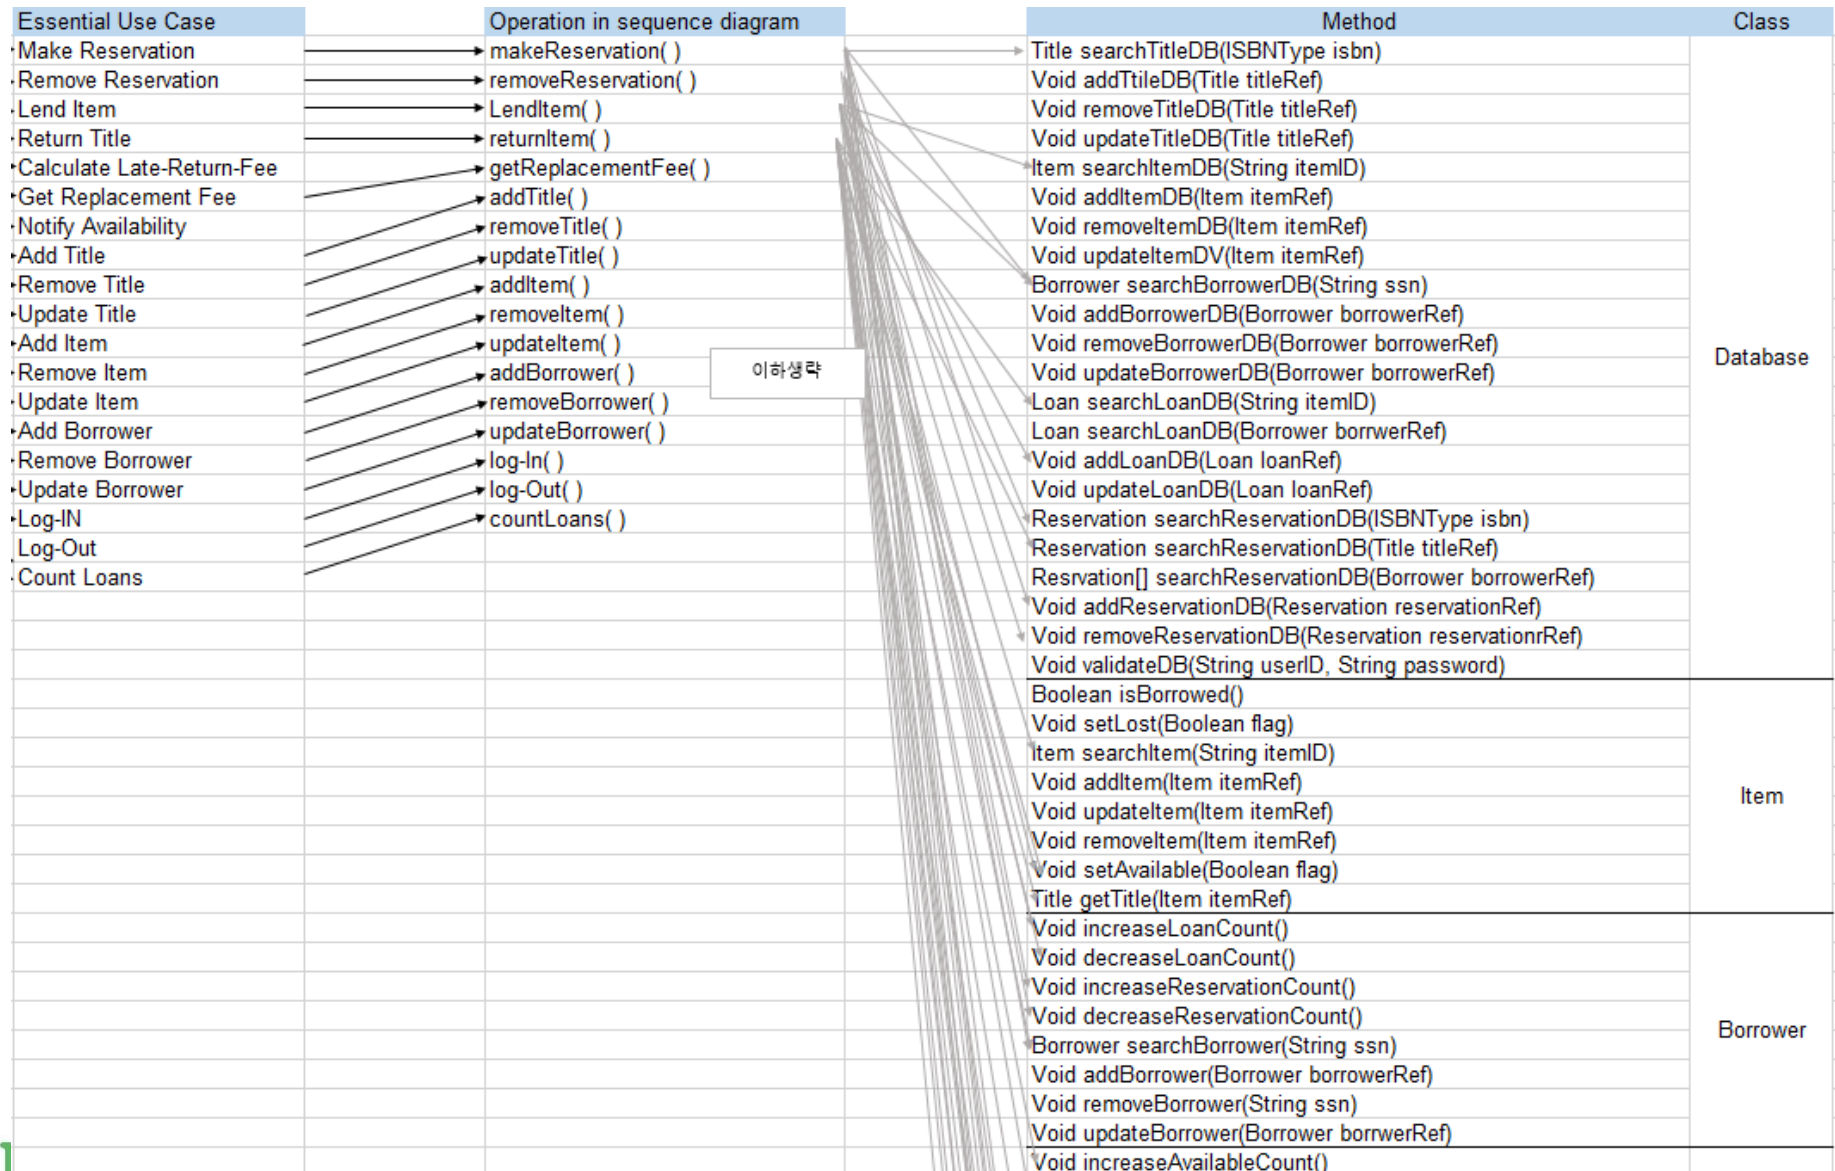 Essential Use Case Operation in sequence diagram Method Class
Make Reservation makeReservation( ) Title searchTitleDB(ISBNType isbn)
Remove Reservation removeReservation( ) Void addTtileDB(Title titleRef)
Lend Item LendItem( ) Void removeTitleDB(Title titleRef)
Return Title returnItem( ) Void updateTitleDB(Title titleRef)
Calculate Late-Return-Fee getReplacementFee( ) Item searchItemDB(String itemID)
Get Replacement Fee addTitle( ) Void addItemDB(Item itemRef)
Notify Availability removeTitle( ) Void removeItemDB(Item itemRef)
Add Title updateTitle( ) Void updateItemDV(Item itemRef)
Remove Title addItem( ) Borrower searchBorrowerDB(String ssn)
Update Title removeItem( ) Void addBorrowerDB(Borrower borrowerRef)
Add Item updateItem( ) Void removeBorrowerDB(Borrower borrowerRef)
Database
Remove Item addBorrower( ) 이하생략 Void updateBorrowerDB(Borrower borrowerRef)
Update Item removeBorrower( ) Loan searchLoanDB(String itemID)
Add Borrower updateBorrower( ) Loan searchLoanDB(Borrower borrwerRef)
Remove Borrower log-In( ) Void addLoanDB(Loan loanRef)
Update Borrower log-Out( ) Void updateLoanDB(Loan loanRef)
Log-IN countLoans( ) Reservation searchReservationDB(ISBNType isbn)
Log-Out Reservation searchReservationDB(Title titleRef)
Count Loans Resrvation[] searchReservationDB(Borrower borrowerRef)
Void addReservationDB(Reservation reservationRef)
Void removeReservationDB(Reservation reservationrRef)
Void validateDB(String userID, String password)
Boolean isBorrowed()
Void setLost(Boolean flag)
Item searchItem(String itemID)
Void addItem(Item itemRef)
Item
Void updateItem(Item itemRef)
Void removeItem(Item itemRef)
Void setAvailable(Boolean flag)
Title getTitle(Item itemRef)
Void increaseLoanCount()
Void decreaseLoanCount()
Void increaseReservationCount()
Void decreaseReservationCount()
Borrower
Borrower searchBorrower(String ssn)
Void addBorrower(Borrower borrowerRef)
Void removeBorrower(String ssn)
Void updateBorrower(Borrower borrwerRef)
Void increaseAvailableCount()